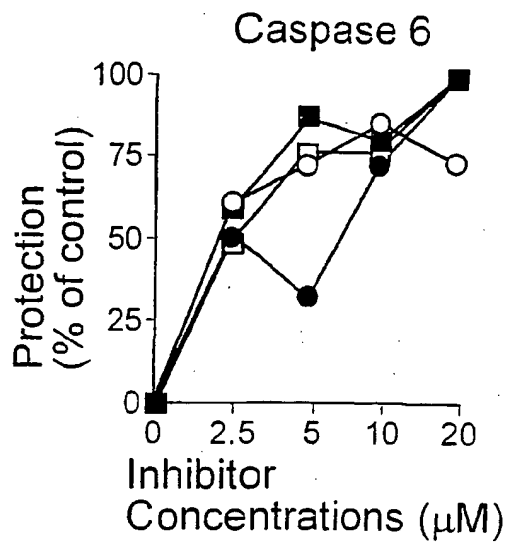 Caspase 6
100
75
50
25
0
Protection
(% of control)
0 2.5 5 10 20
Inhibitor
Concentrations (μM)